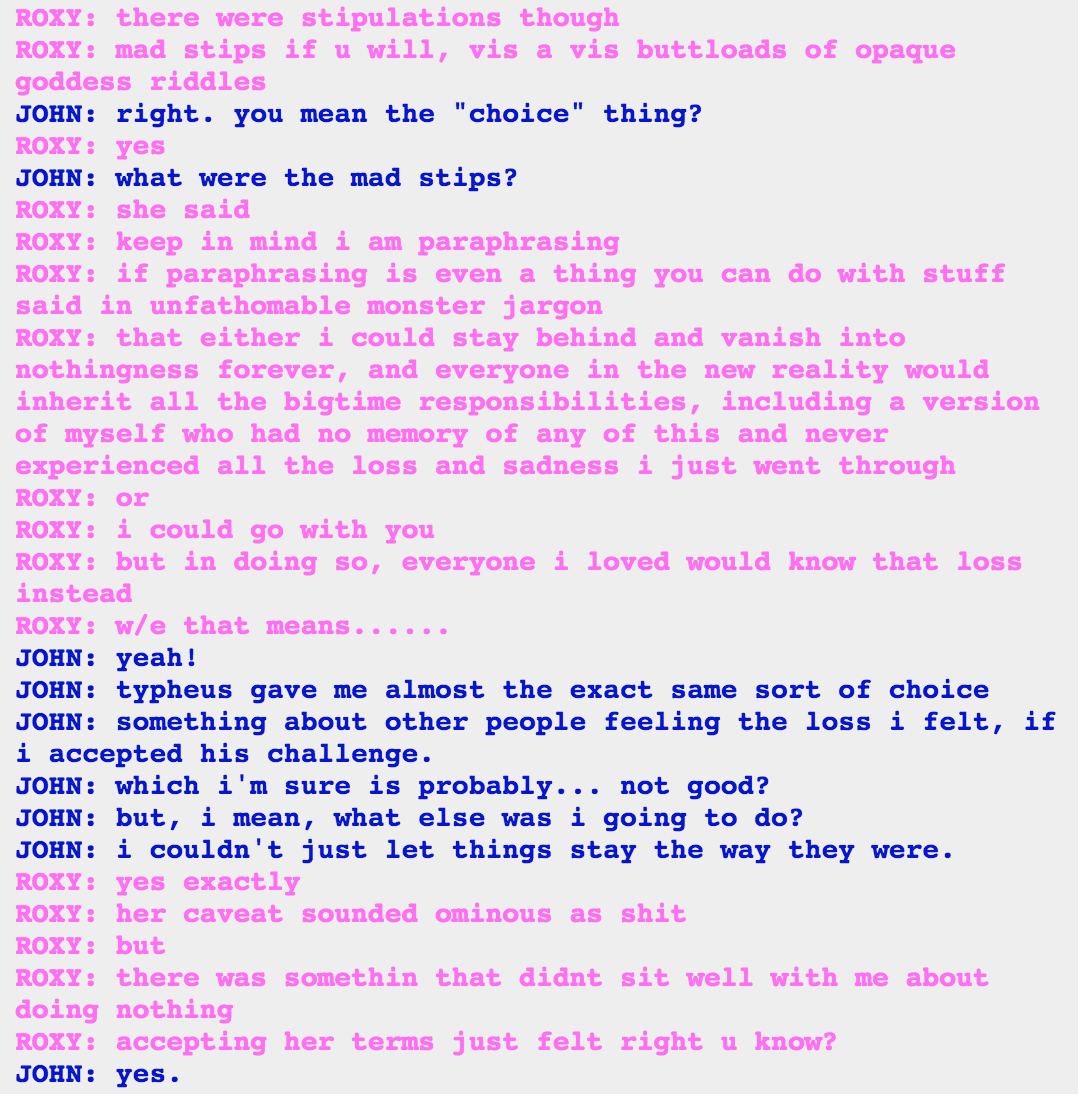 ROXY: there were stipulations though
ROXY: mad stips if u will, vis a vis buttloads of opaque
goddess riddles
JOHN: right. you mean the "choice" thing?
ROXY: yes
JOHN: what were the mad stips?
ROXY: she said
ROXY: keep in mind i am paraphrasing
ROXY: if paraphrasing is even a thing you can do with stuff
said in unfathomable monster jargon
ROXY: that either i could stay behind and vanish into
nothingness forever, and everyone in the new reality would
inherit all the bigtime responsibilities, including a version
of myself who had no memory of any of this and never
experienced all the loss and sadness i just went through
ROXY: or
ROXY: i could go with you
ROXY: but in doing so, everyone i loved would know that loss
instead
ROXY: w/e that means......
JOHN: yeah!
JOHN: typheus gave me almost the exact same sort of choice
JOHN: something about other people feeling the loss i felt, if
i accepted his challenge.
JOHN: which i'm sure is probably... not good?
JOHN: but, i mean, what else was i going to do?
JOHN: i couldn't just let things stay the way they were.
ROXY: yes exactly
ROXY: her caveat sounded ominous as shit
ROXY: but
ROXY: there was somethin that didnt sit well with me about
doing nothing
ROXY: accepting her terms just felt right u know?
JOHN: yes.